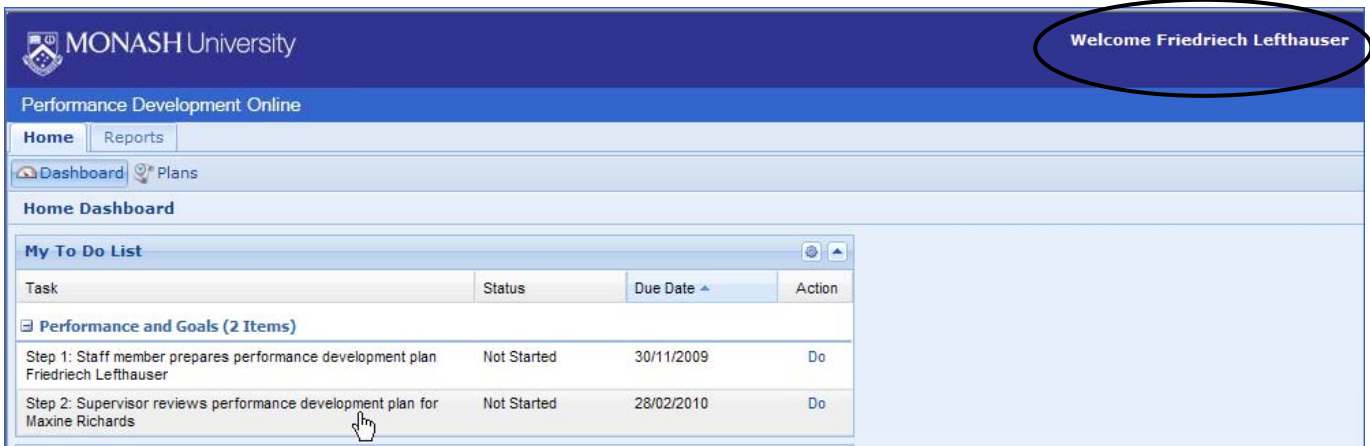 MONASH University
Welcome Friedriech Lefthauser
Performance Development Online
Home Reports
Dashboard Plans
Home Dashboard
My To Do List
Task Status Due Date Action
Performance and Goals (2 Items)
Step 1: Staff member prepares performance development plan Not Started 30/11/2009 Do
Friedriech Lefthauser
Step 2: Supervisor reviews performance development plan for Not Started 28/02/2010 Do
Maxine Richards